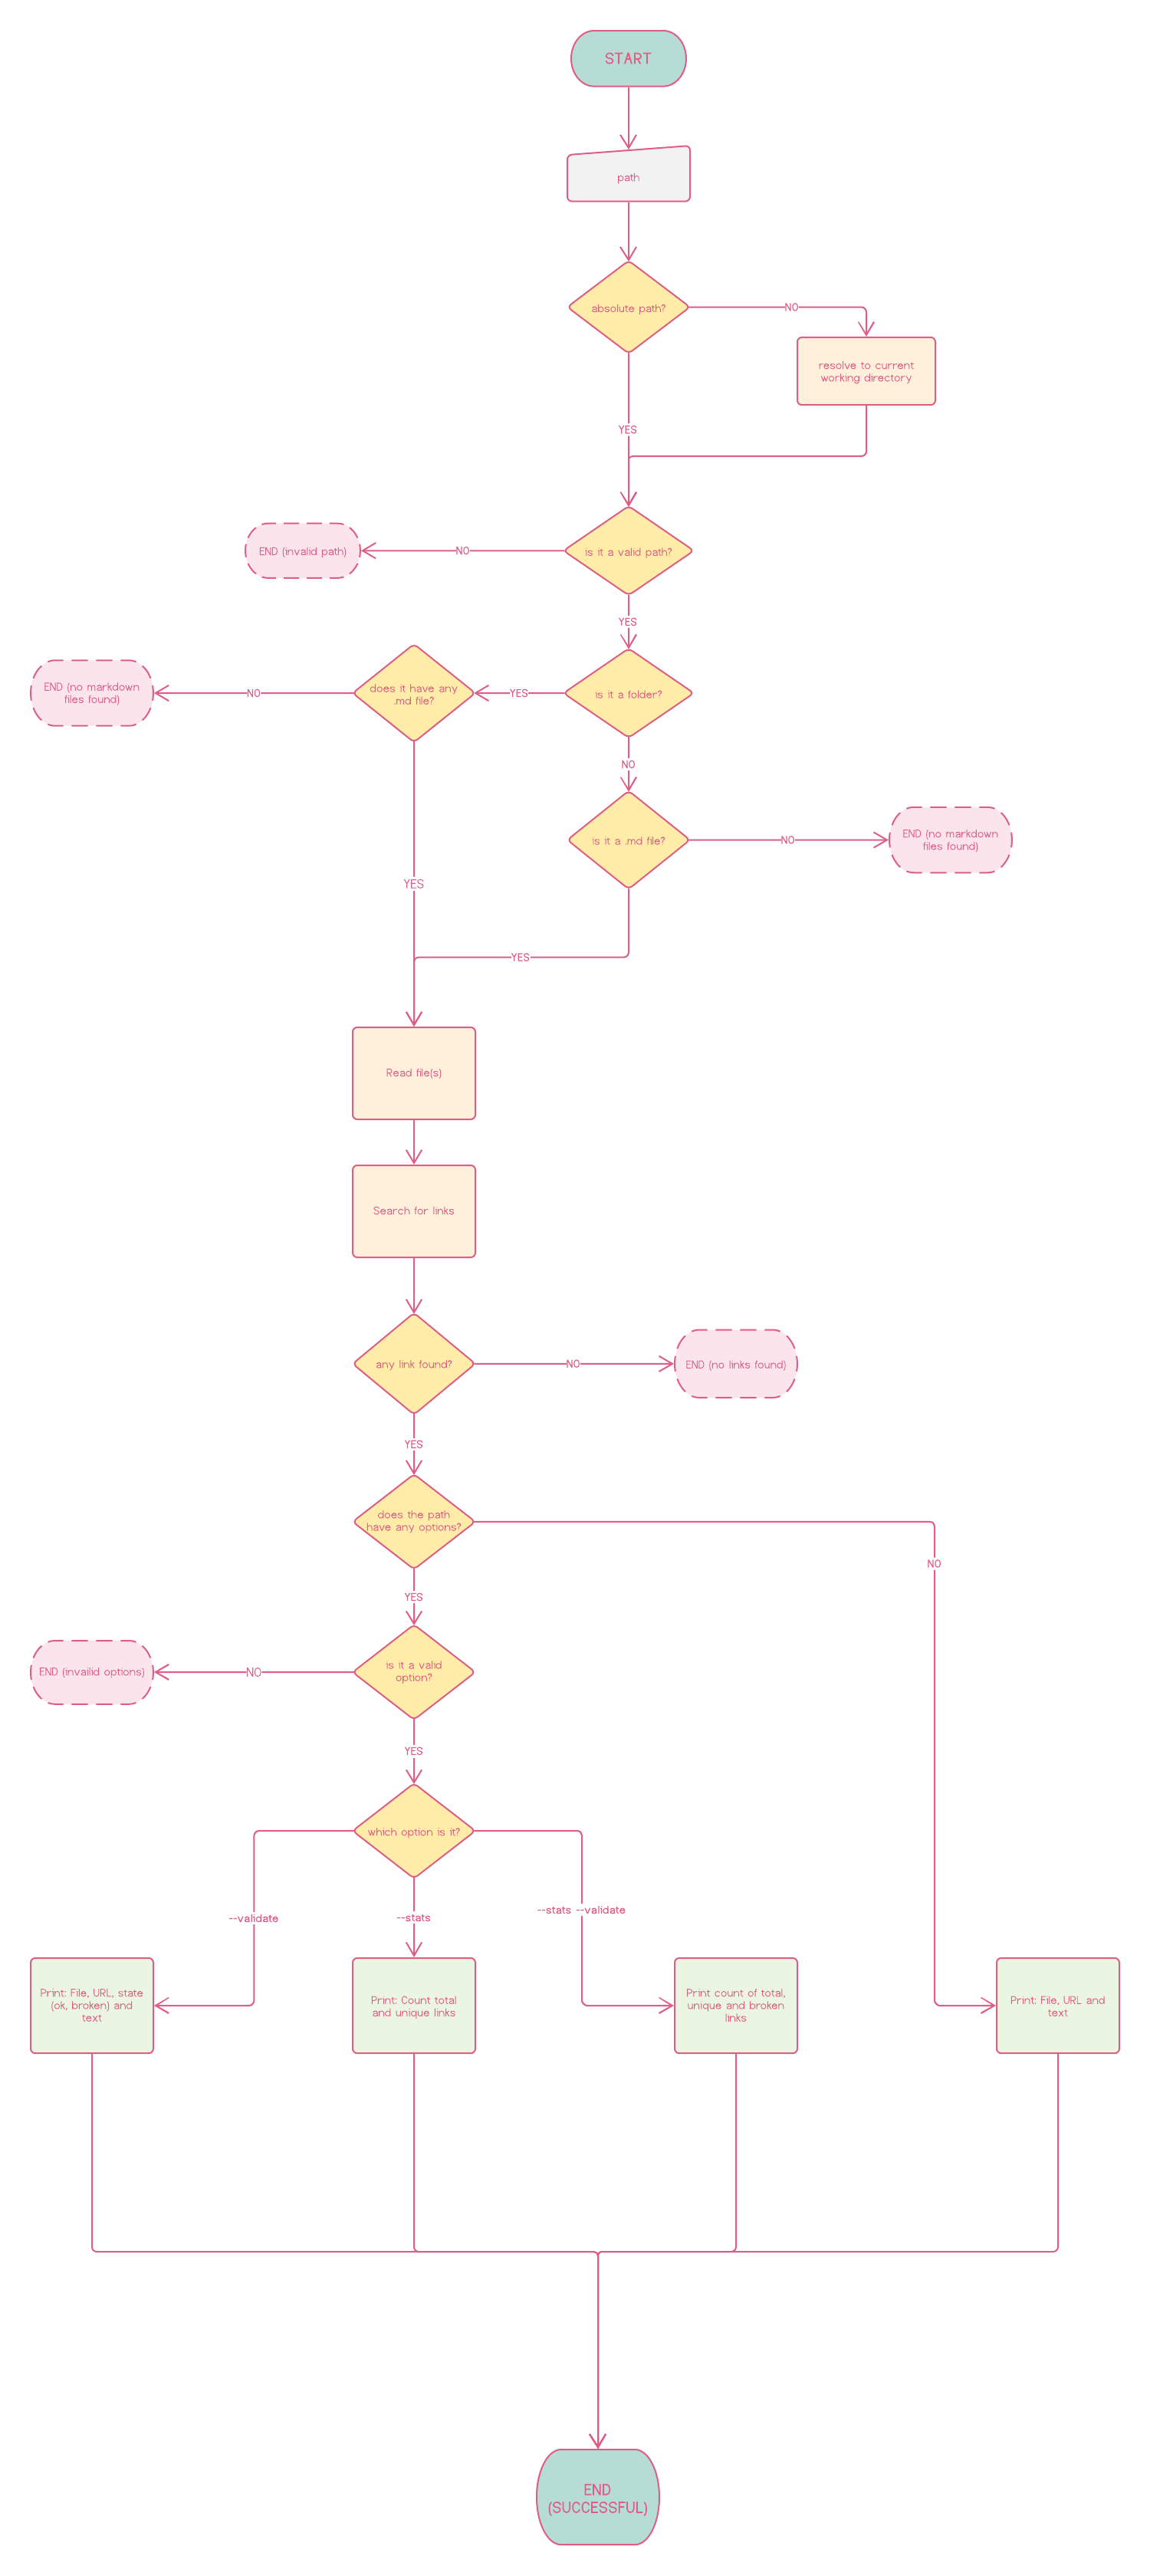 START
path
absolute path?
NO
resolve to current
working directory
YES
is it a valid path?
NO
END (invalid path)
YES
is it a folder?
YES
does it have any
.md file?
NO
END (no markdown
files found)
NO
is it a .md file?
NO
END (no markdown
files found)
YES
YES
Read file(s)
Search for links
any link found?
NO
END (no links found)
YES
does the path
have any options?
NO
YES
is it a valid
option?
NO
END (invailid options)
YES
which option is it?
--validate
--stats
--stats --validate
Print: File, URL, state
(ok, broken) and
text
Print: Count total
and unique links
Print count of total,
unique and broken
links
Print: File, URL and
text
END
(SUCCESSFUL)